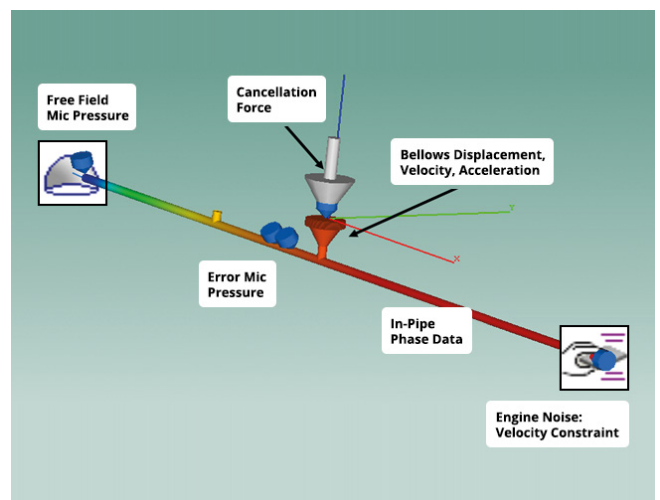 Free Field
Mic Pressure
Cancellation
Force
Bellows Displacement,
Velocity, Acceleration
Y
X
Error Mic
Pressure
In-Pipe
Phase Data
Engine Noise:
Velocity Constraint